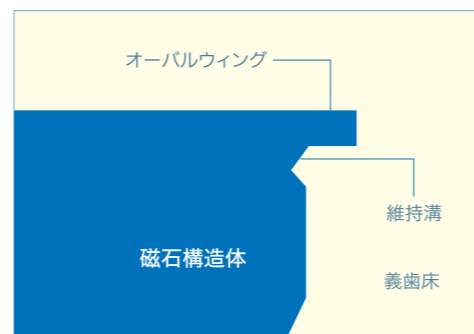 オーバルウィング
維持溝
磁石構造体
義歯床